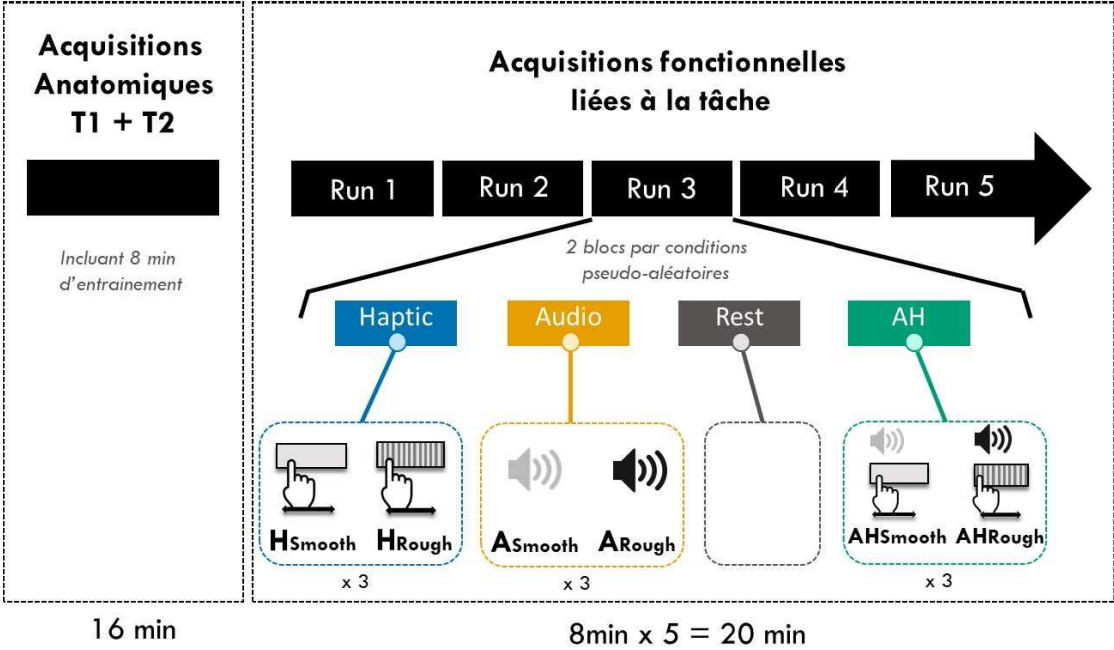 Acquisitions
Anatomiques
T1 + T2
Incluant 8 min
d'entrainement
16 min
Acquisitions fonctionnelles
liées à la tâche
Run 1
Run 2
Run 3
Run 4
Run 5
2 blocs par conditions
pseudo-aléatoires
Haptic
Audio
Rest
AH
HSmooth
HRough
x 3
ASmooth
ARough
x 3
AHSmooth
AHRough
x 3
8min x 5 = 20 min